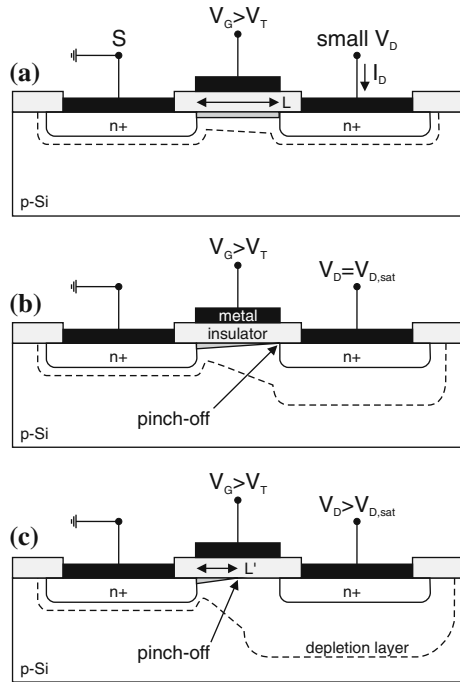 V_G>V_T
S
small V_D
(a)
I_D
L
n+
n+
p-Si
V_G>V_T
V_D=V_D,sat
(b)
metal
insulator
n+
n+
pinch-off
p-Si
V_G>V_T
V_D>V_D,sat
(c)
L'
n+
n+
pinch-off
depletion layer
p-Si